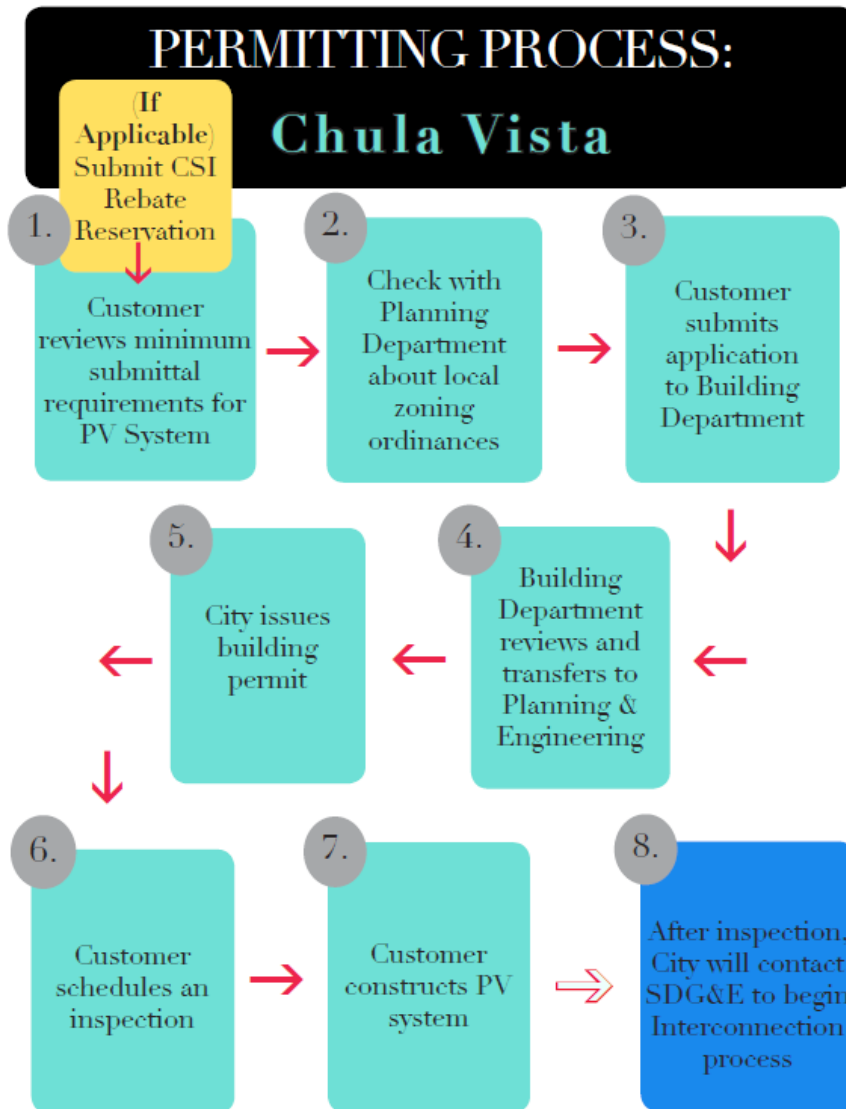 PERMITTING PROCESS:
Chula Vista
(If
Applicable)
Submit CSI
Rebate
Reservation
1.
Customer
reviews minimum
submittal
requirements for
PV System
2.
Check with
Planning
Department
about local
zoning
ordinances
3.
Customer
submits
application
to Building
Department
4.
Building
Department
reviews and
transfers to
Planning &
Engineering
5.
City issues
building
permit
6.
Customer
schedules an
inspection
7.
Customer
constructs PV
system
8.
After inspection,
City will contact
SDG&E to begin
Interconnection
process